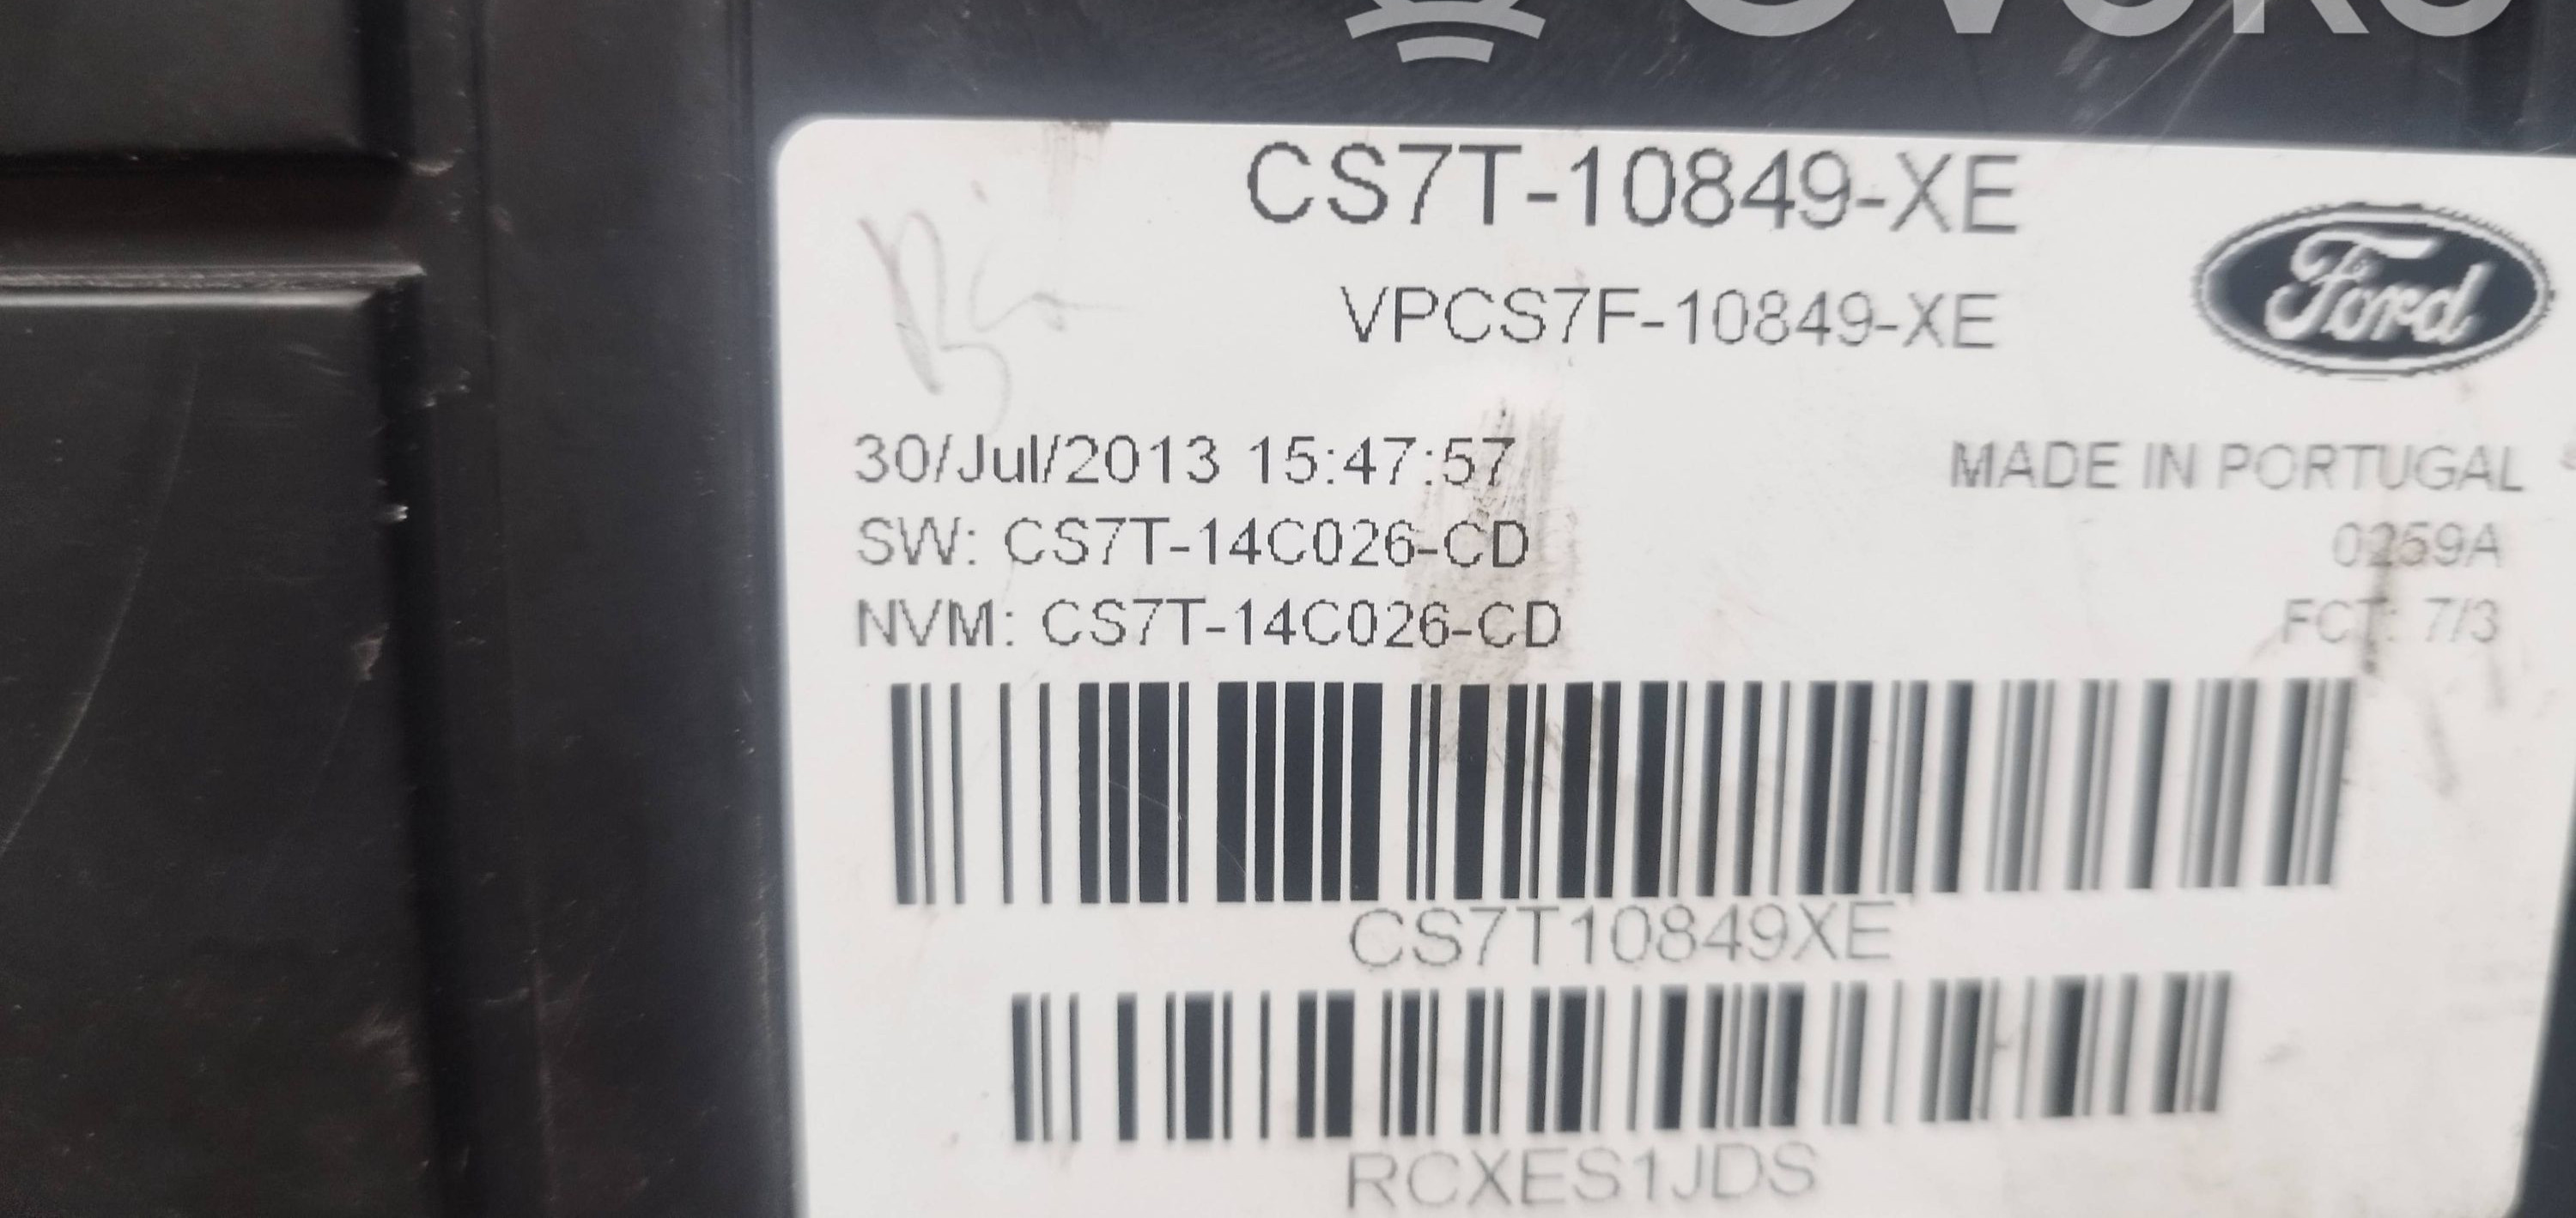 CS7T-10849-XE
VPCS7F-10849-XE
Ford
30/Jul/2013 15:47:57
MADE IN PORTUGAL
SW: CS7T-14C026-CD
0259A
NVM: CS7T-14C026-CD
FCT: 7/3
CS7T10849XE
RCXES1JDS